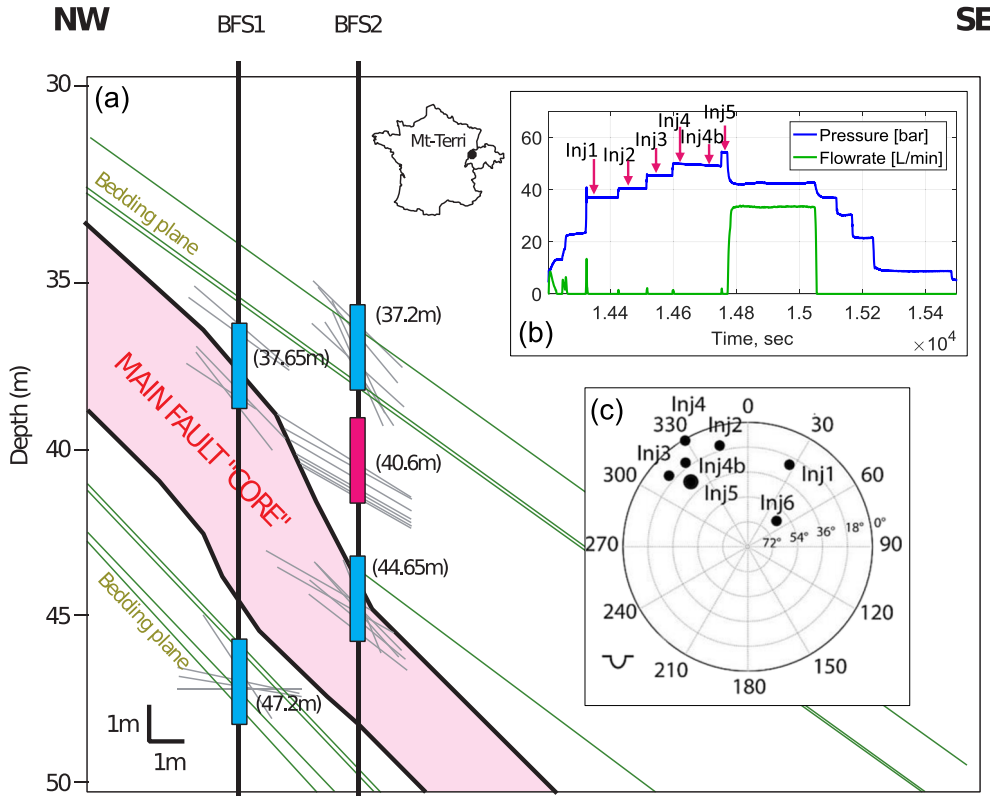 NW
BFS1
BFS2
SE
30
35
40
45
50
Depth (m)
(a)
Bedding plane
MAIN FAULT "CORE"
Bedding plane
(37.65m)
(47.2m)
(37.2m)
(40.6m)
(44.65m)
1m
1m
Mt-Terri
60
40
20
0
Inj1
Inj2
Inj3
Inj4
Inj4b
Inj5
Pressure [bar]
Flowrate [L/min]
(b)
1.44
1.46
1.48
1.5
1.52
1.54
Time, sec
×10⁴
(c)
0
30
60
90
120
150
180
210
240
270
300
330
Inj4
Inj2
Inj3
Inj4b
Inj5
Inj1
Inj6
72° 54° 36° 18° 0°